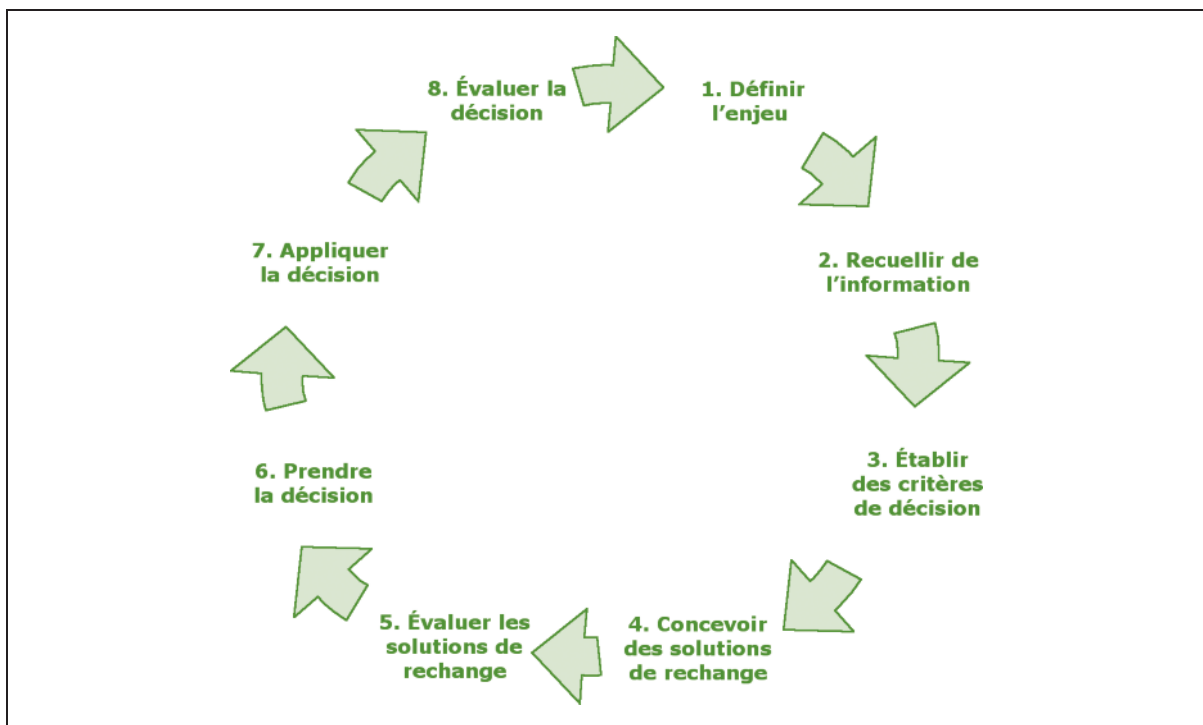 1. Définir
l'enjeu
2. Recuellir de
l'information
3. Établir
des critères
de décision
4. Concevoir
des solutions
de rechange
5. Évaluer les
solutions de
rechange
6. Prendre
la décision
7. Appliquer
la décision
8. Évaluer la
décision